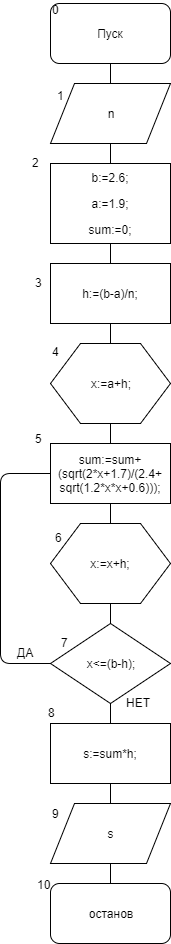 0
Пуск
1
n
2
b:=2.6;
a:=1.9;
sum:=0;
3
h:=(b-a)/n;
4
x:=a+h;
5
sum:=sum+
(sqrt(2*x+1.7)/(2.4+
sqrt(1.2*x*x+0.6)));
6
x:=x+h;
7
x<=(b-h);
ДА
НЕТ
8
s:=sum*h;
9
s
10
останов